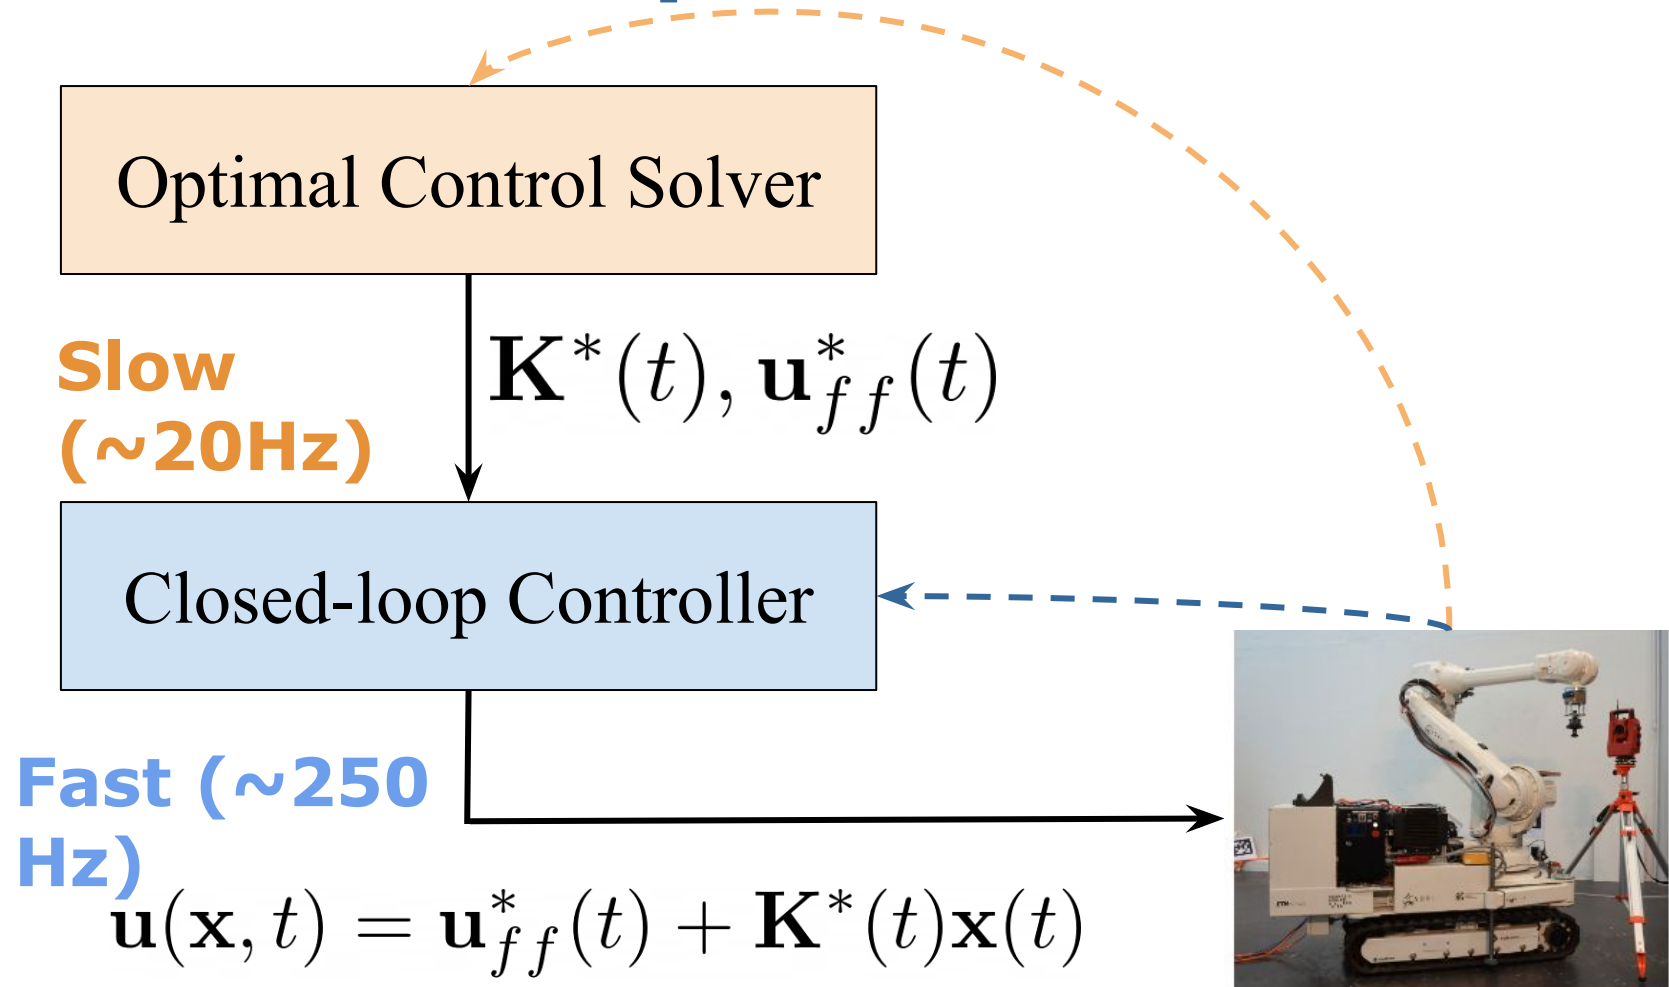 Optimal Control Solver
Slow
(~20Hz)
K*(t), u*ff(t)
Closed-loop Controller
Fast (~250
Hz)
u(x, t) = u*ff(t) + K*(t)x(t)